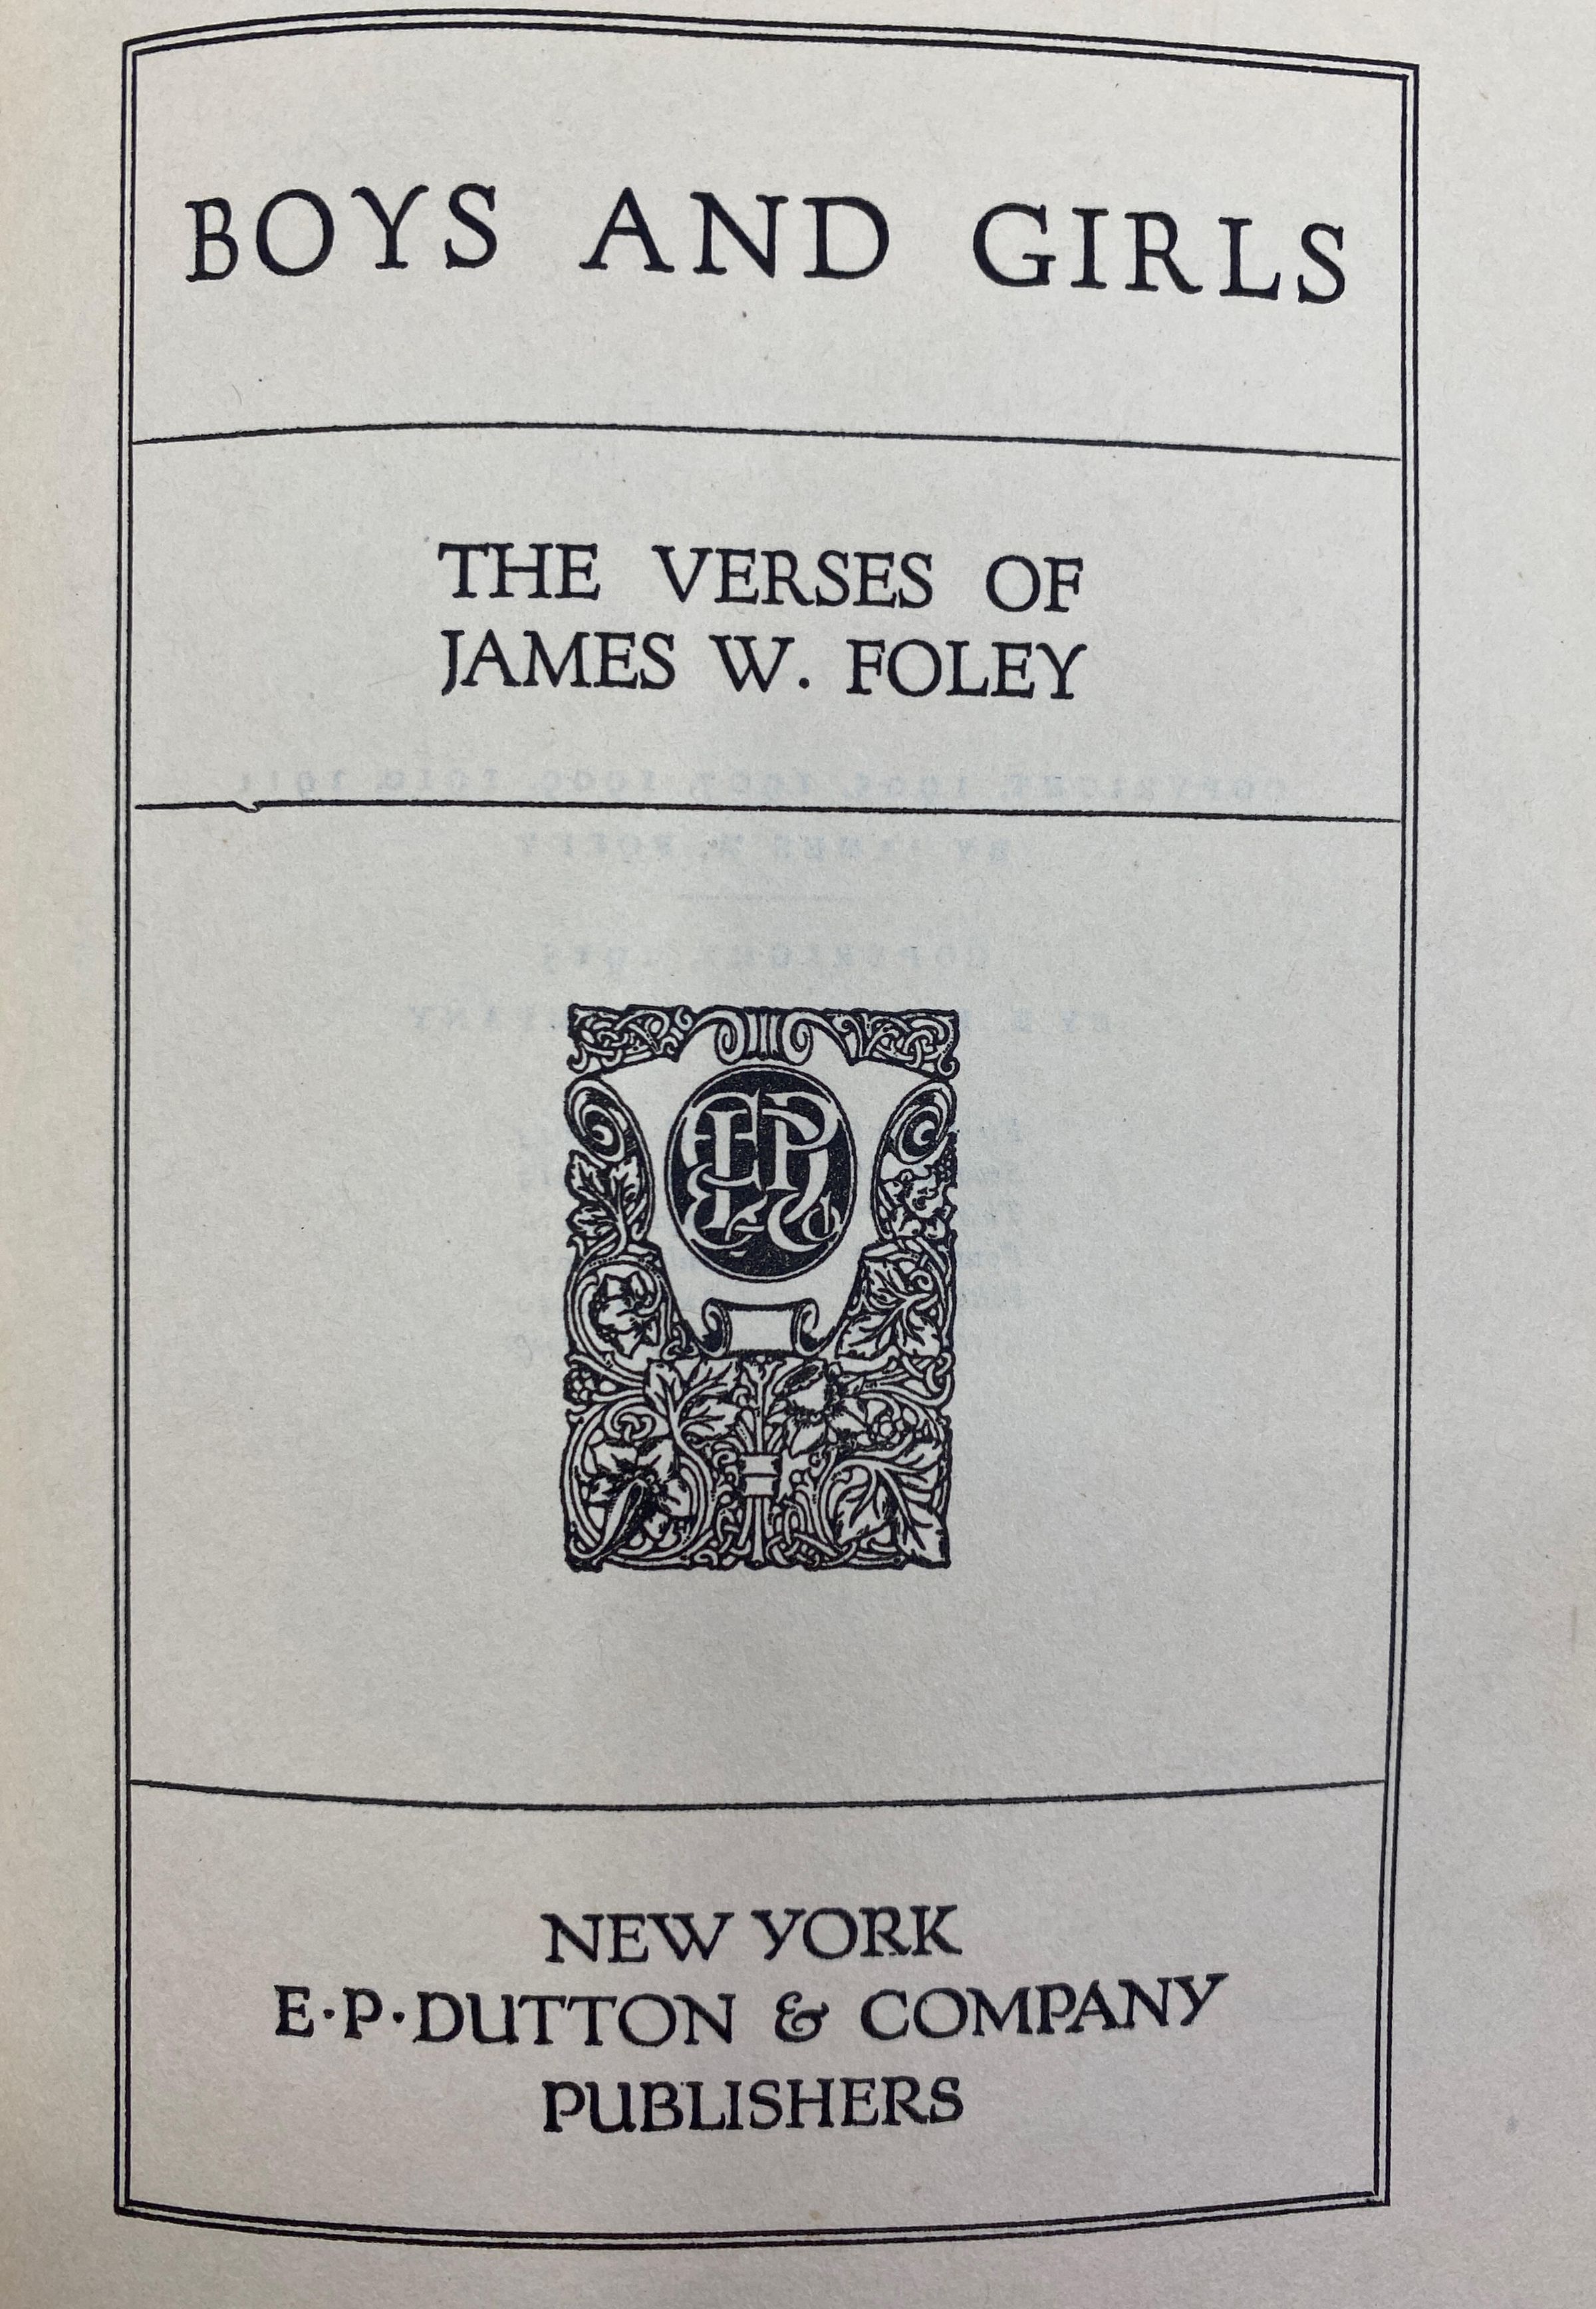 BOYS AND GIRLS
THE VERSES OF
JAMES W. FOLEY
NEW YORK
E·P·DUTTON & COMPANY
PUBLISHERS